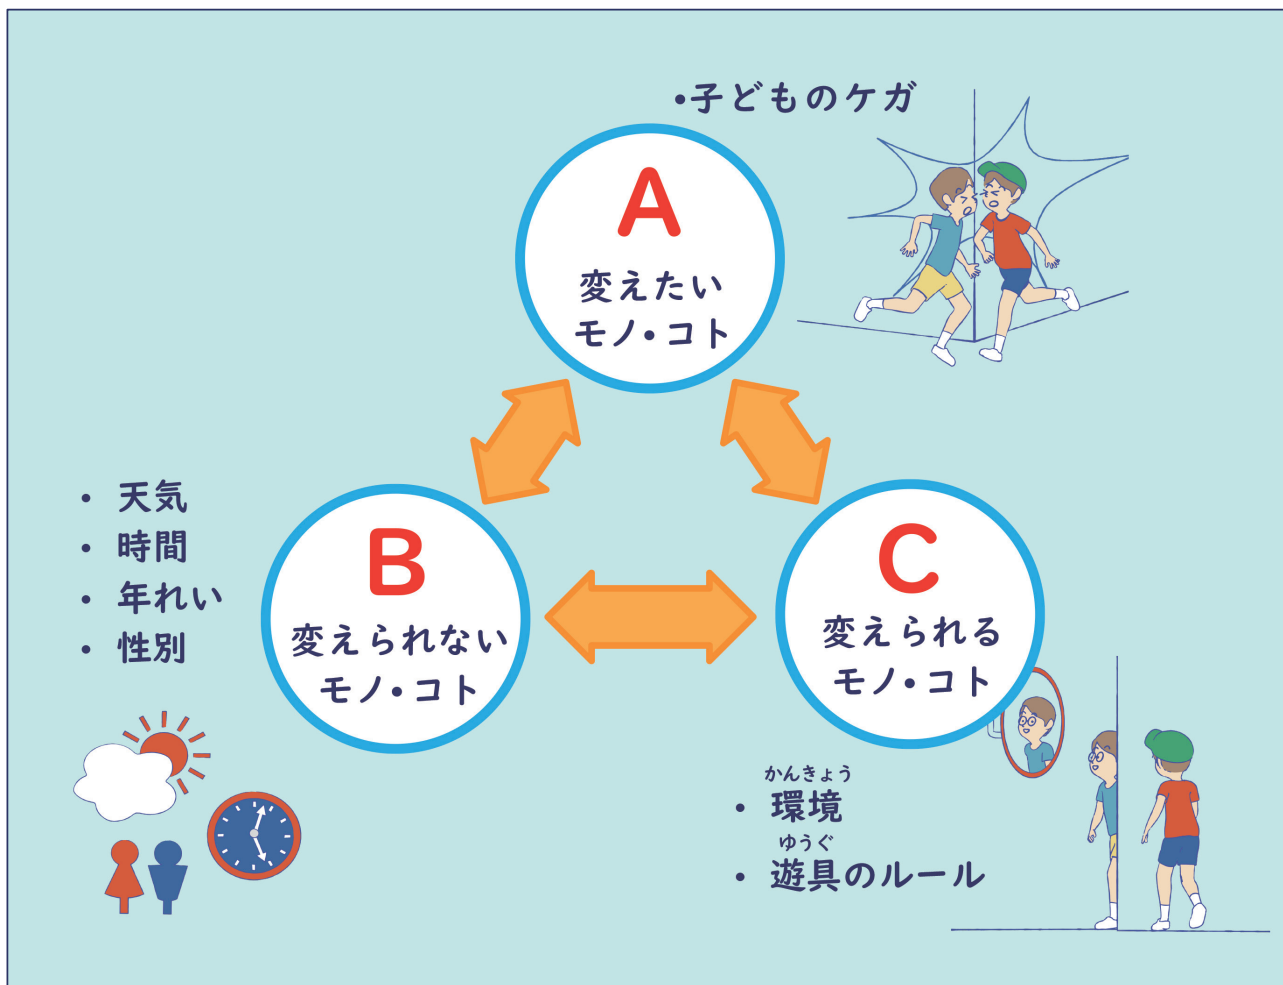 •子どものケガ
A
変えたい
モノ•コト
• 天気
• 時間
• 年れい
• 性別
B
変えられない
モノ•コト
C
変えられる
モノ•コト
かんきょう
• 環境
ゆうぐ
• 遊具のルール